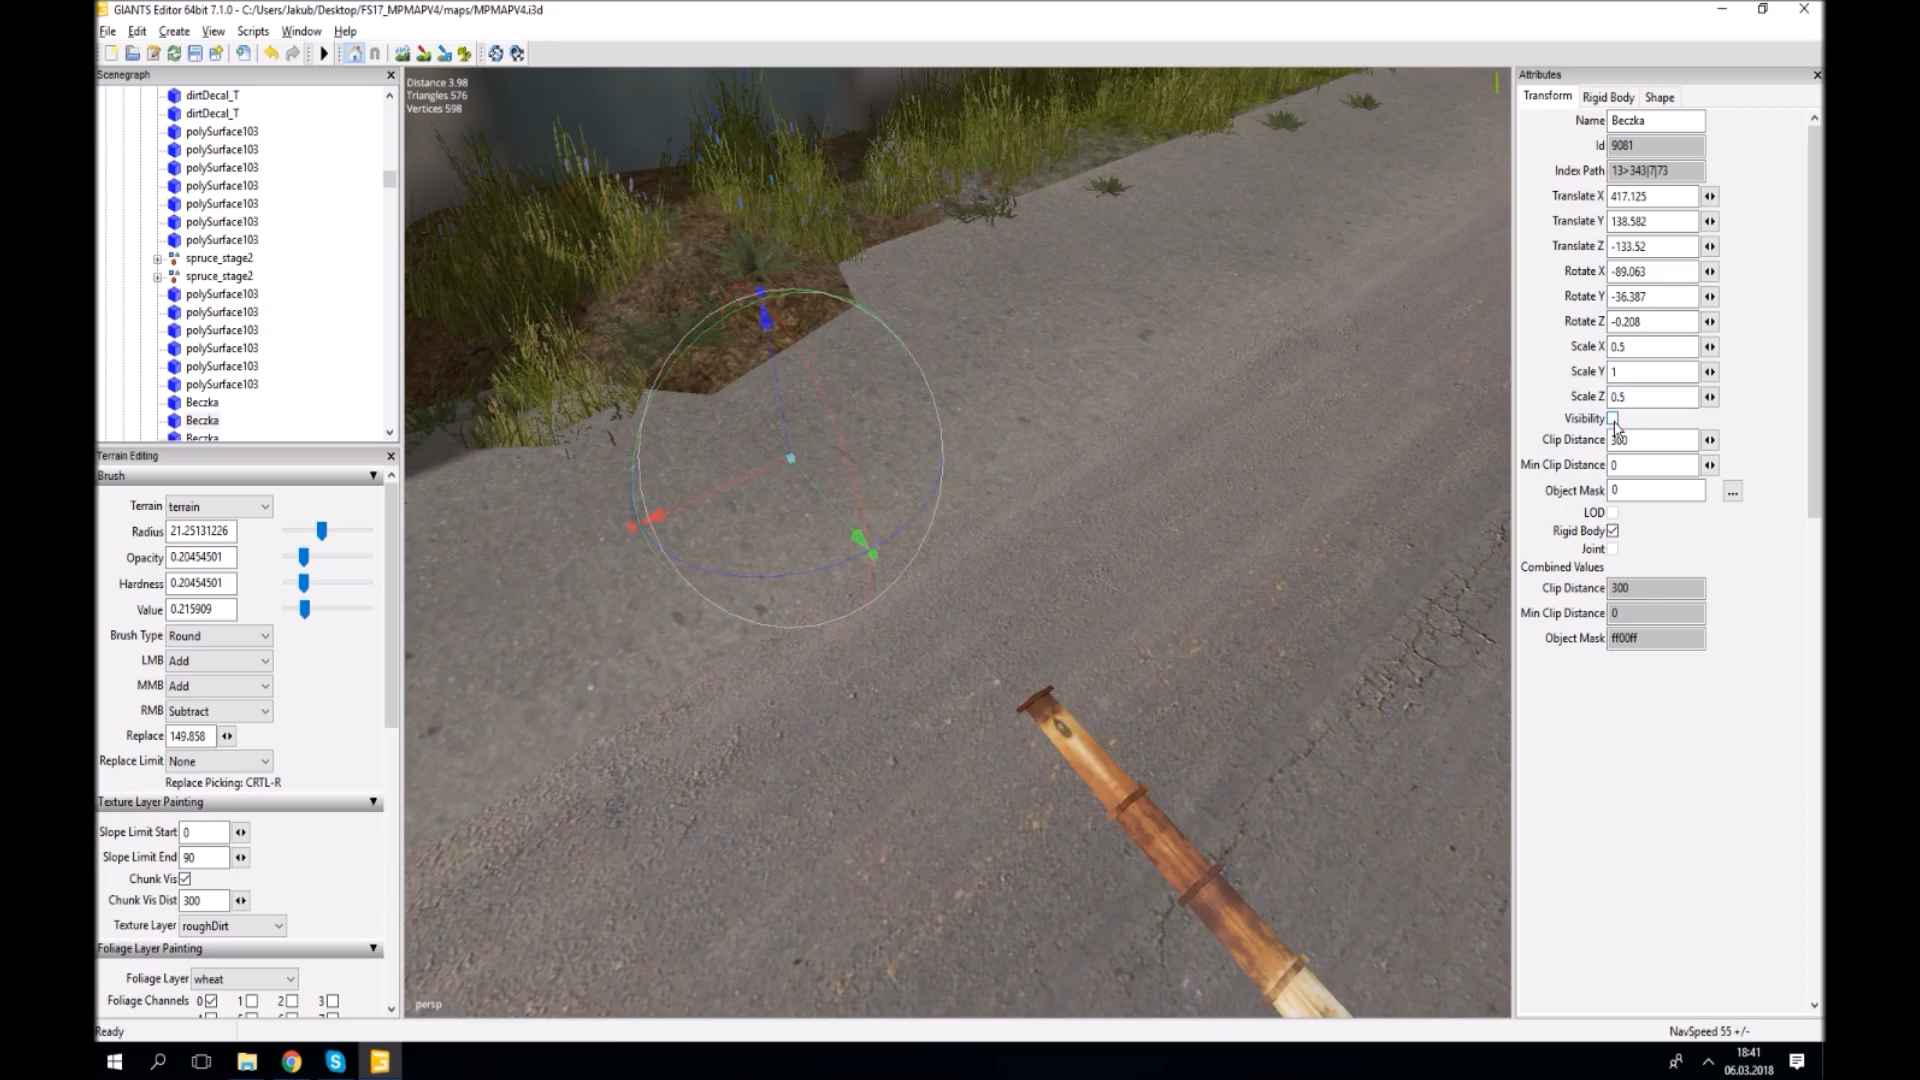 GIANTS Editor 64bit 7.1.0 - C:/Users/Jakub/Desktop/FS17_MPMAPV4/maps/MPMAPV4.i3d
File Edit Create View Scripts Window Help
Scenegraph
dirtDecal_T
dirtDecal_T
polySurface103
polySurface103
polySurface103
polySurface103
polySurface103
polySurface103
polySurface103
spruce_stage2
spruce_stage2
polySurface103
polySurface103
polySurface103
polySurface103
polySurface103
polySurface103
Beczka
Beczka
Beczka
Terrain Editing
Brush
Terrain terrain
Radius 21.25131226
Opacity 0.20454501
Hardness 0.20454501
Value 0.215909
Brush Type Round
LMB Add
MMB Add
RMB Subtract
Replace 149.858
Replace Limit None
Replace Picking: CRTL-R
Texture Layer Painting
Slope Limit Start 0
Slope Limit End 90
Chunk Vis
Chunk Vis Dist 300
Texture Layer roughDirt
Foliage Layer Painting
Foliage Layer wheat
Foliage Channels 0 1 2 3
Ready
Distance 3.98
Triangles 576
Vertices 598
persp
Attributes
Transform Rigid Body Shape
Name Beczka
Id 9081
Index Path 13>343|7|73
Translate X 417.125
Translate Y 138.582
Translate Z -133.52
Rotate X -89.063
Rotate Y -36.387
Rotate Z -0.208
Scale X 0.5
Scale Y 1
Scale Z 0.5
Visibility
Clip Distance 300
Min Clip Distance 0
Object Mask 0 ...
LOD
Rigid Body
Joint
Combined Values
Clip Distance 300
Min Clip Distance 0
Object Mask ff00ff
NavSpeed 55 +/-
18:41
06.03.2018